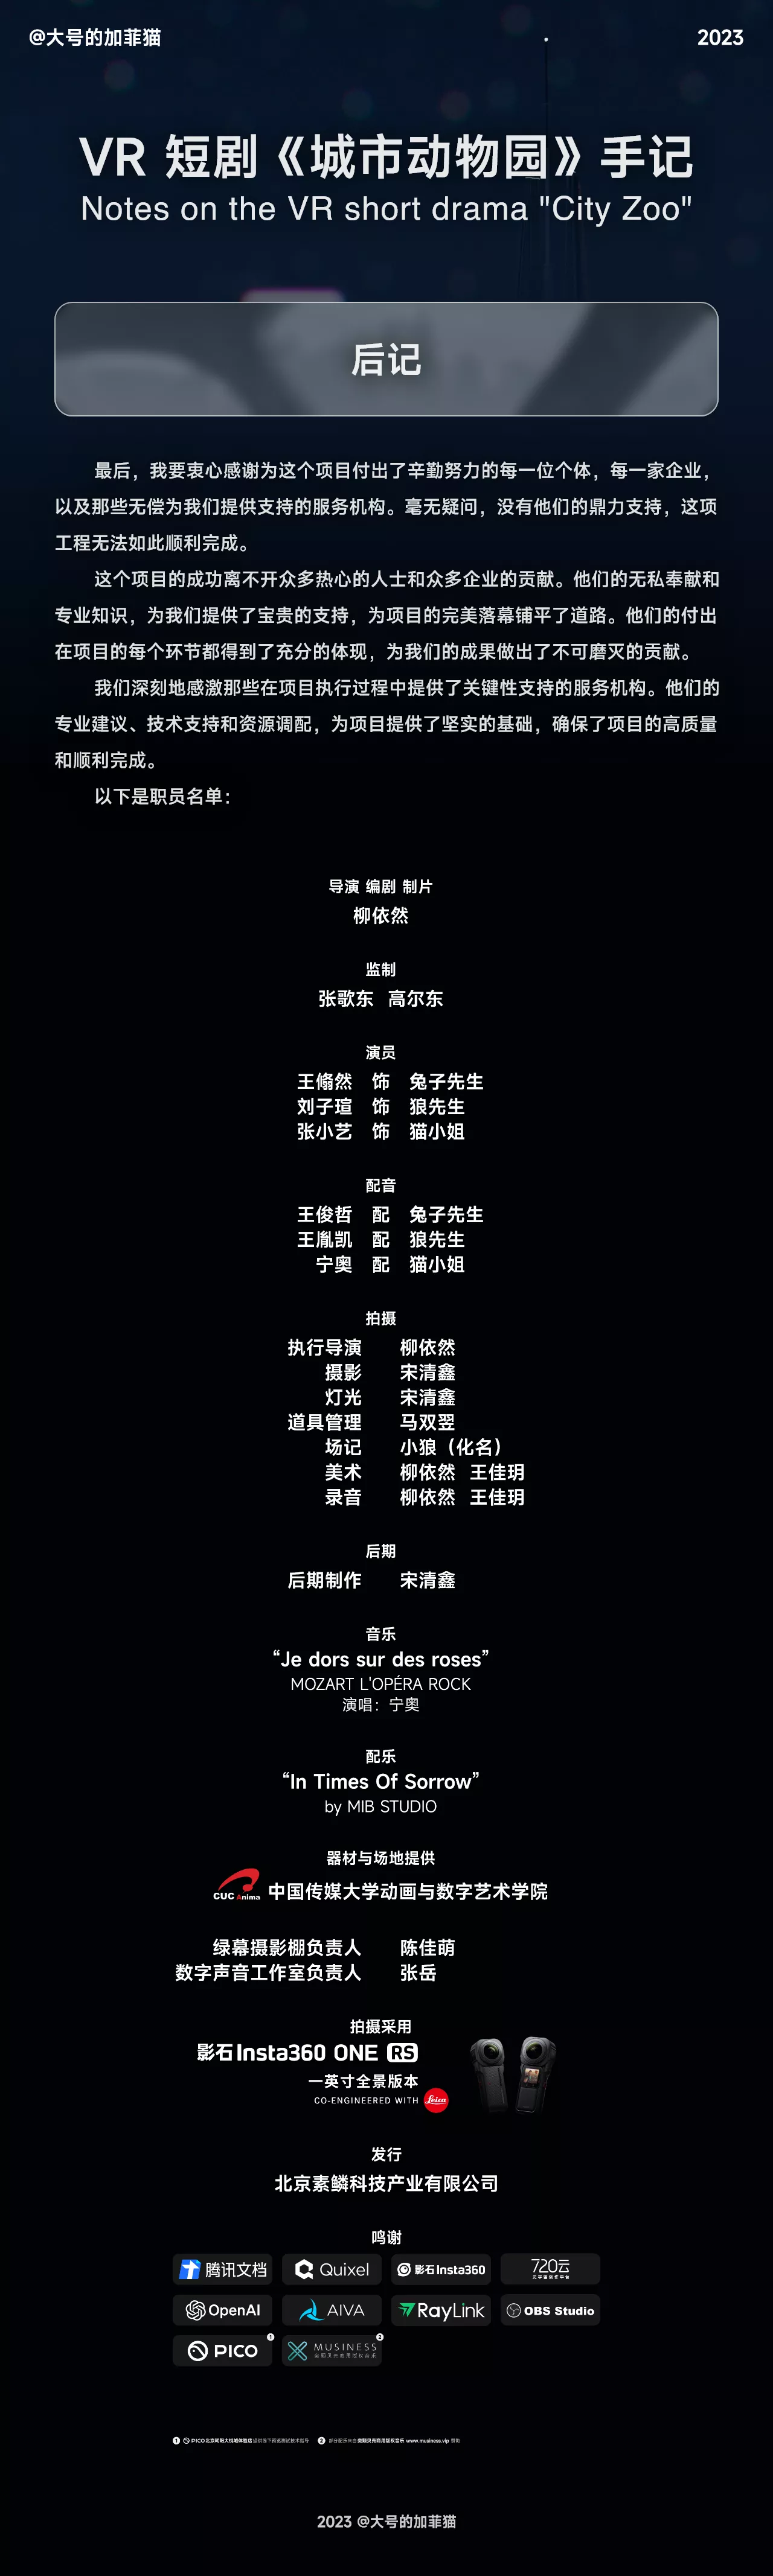 @大号的加菲猫
2023
VR 短剧《城市动物园》手记
Notes on the VR short drama "City Zoo"
后记
最后，我要衷心感谢为这个项目付出了辛勤努力的每一位个体，每一家企业，
以及那些无偿为我们提供支持的服务机构。毫无疑问，没有他们的鼎力支持，这项
工程无法如此顺利完成。
这个项目的成功离不开众多热心的人士和众多企业的贡献。他们的无私奉献和
专业知识，为我们提供了宝贵的支持，为项目的完美落幕铺平了道路。他们的付出
在项目的每个环节都得到了充分的体现，为我们的成果做出了不可磨灭的贡献。
我们深刻地感激那些在项目执行过程中提供了关键性支持的服务机构。他们的
专业建议、技术支持和资源调配，为项目提供了坚实的基础，确保了项目的高质量
和顺利完成。
以下是职员名单：
导演 编剧 制片
柳依然
监制
张歌东 高尔东
演员
王翛然 饰 兔子先生
刘子瑄 饰 狼先生
张小艺 饰 猫小姐
配音
王俊哲 配 兔子先生
王胤凯 配 狼先生
宁奥 配 猫小姐
拍摄
执行导演 柳依然
摄影 宋清鑫
灯光 宋清鑫
道具管理 马双翌
场记 小狼（化名）
美术 柳依然 王佳玥
录音 柳依然 王佳玥
后期
后期制作 宋清鑫
音乐
“Je dors sur des roses”
MOZART L'OPÉRA ROCK
演唱：宁奥
配乐
“In Times Of Sorrow”
by MIB STUDIO
器材与场地提供
CUC Anima 中国传媒大学动画与数字艺术学院
绿幕摄影棚负责人 陈佳萌
数字声音工作室负责人 张岳
拍摄采用
影石 Insta360 ONE RS
一英寸全景版本
CO-ENGINEERED WITH Leica
发行
北京素鳞科技产业有限公司
鸣谢
腾讯文档 Quixel 影石 Insta360 720云
元宇宙创作平台
OpenAI AIVA RayLink OBS Studio
PICO 1 MUSINESS 2
2023 @大号的加菲猫